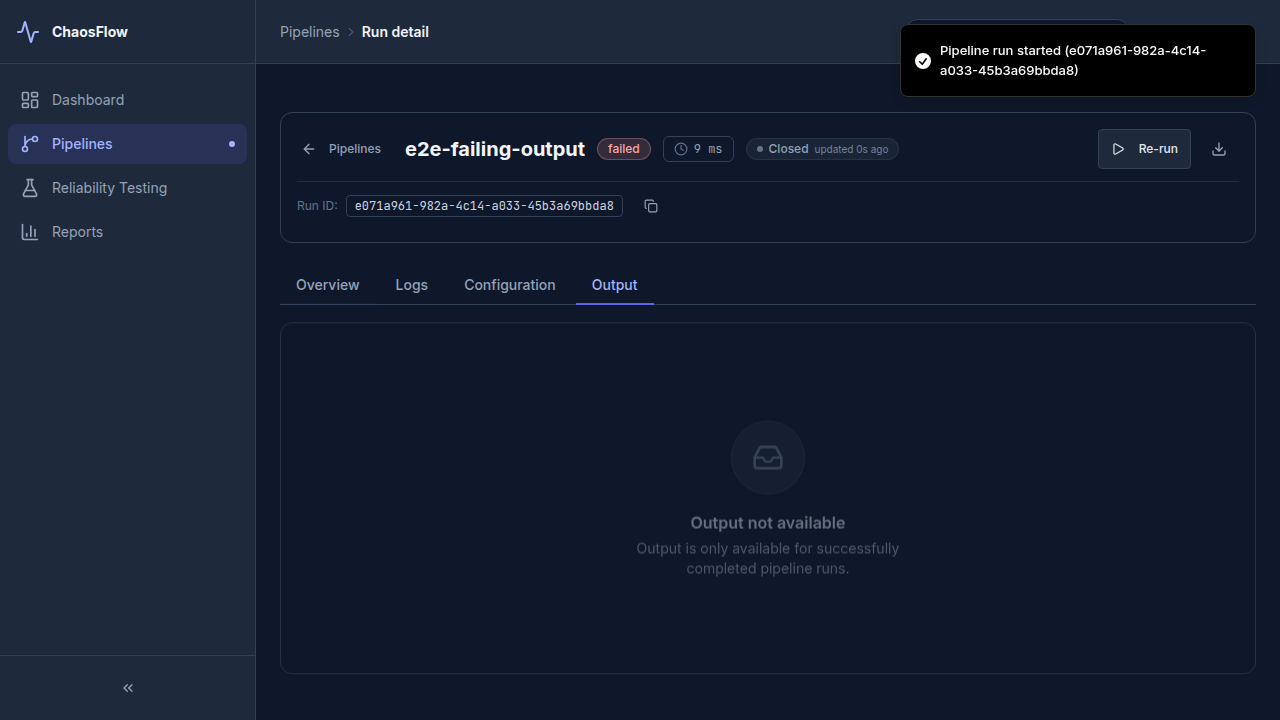 ChaosFlow
Pipelines
Run detail
Pipeline run started (e071a961-982a-4c14-
a033-45b3a69bbda8)
Dashboard
Pipelines
Reliability Testing
Reports
Pipelines
e2e-failing-output
failed
9 ms
Closed updated 0s ago
Re-run
Run ID: e071a961-982a-4c14-a033-45b3a69bbda8
Overview
Logs
Configuration
Output
Output not available
Output is only available for successfully
completed pipeline runs.